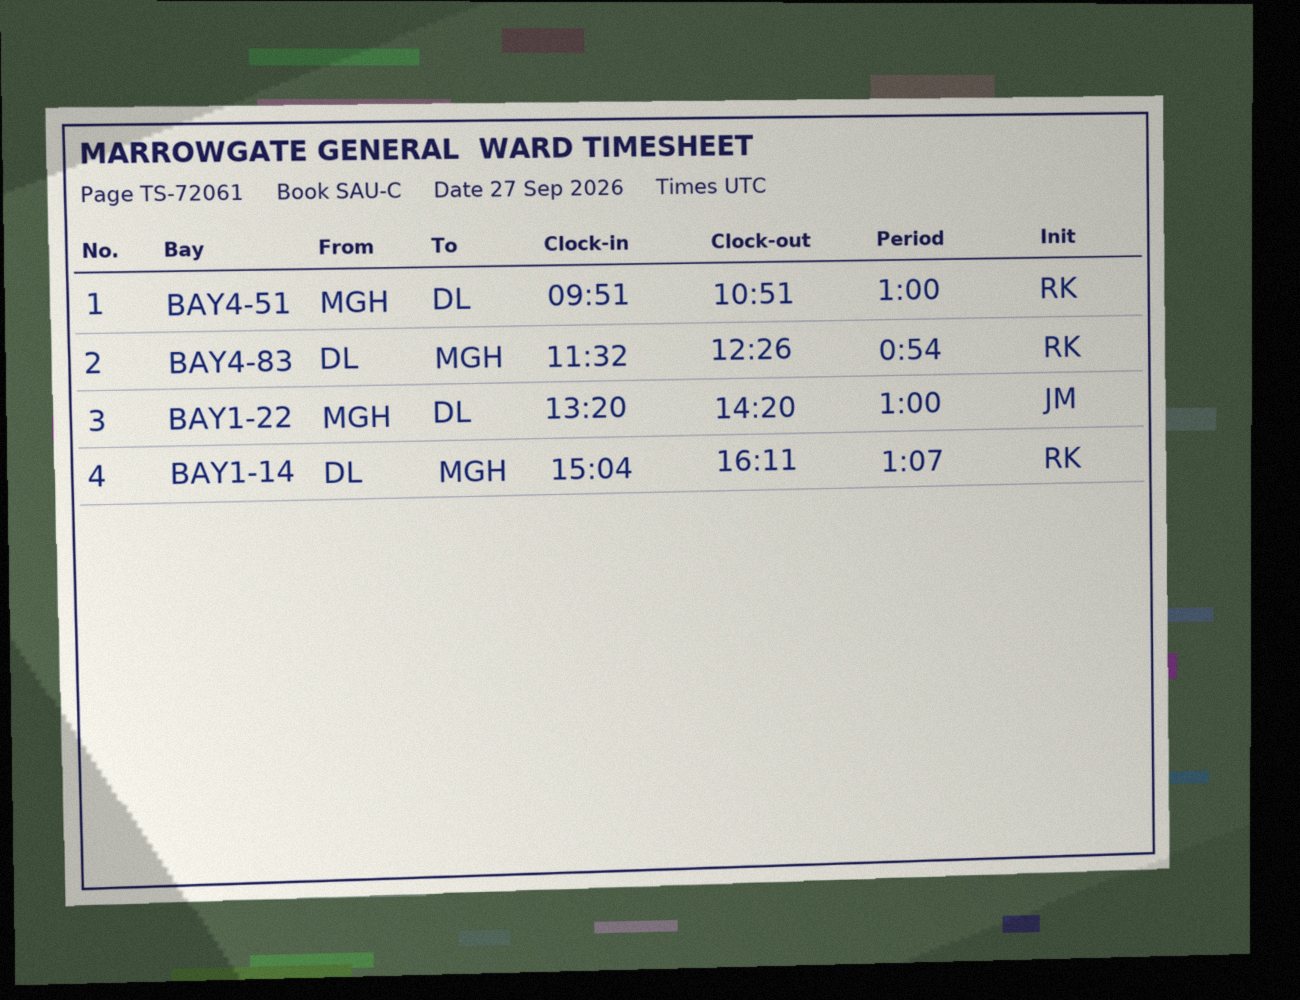 MARROWGATE GENERAL WARD TIMESHEET
Page TS-72061 Book SAU-C Date 27 Sep 2026 Times UTC
No. Bay From To Clock-in Clock-out Period Init
1 BAY4-51 MGH DL 09:51 10:51 1:00 RK
2 BAY4-83 DL MGH 11:32 12:26 0:54 RK
3 BAY1-22 MGH DL 13:20 14:20 1:00 JM
4 BAY1-14 DL MGH 15:04 16:11 1:07 RK